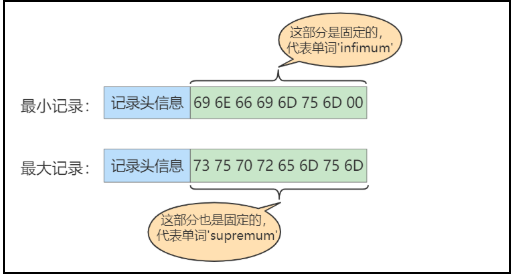 这部分是固定的,
代表单词'infimum'
最小记录: 记录头信息 69 6E 66 69 6D 75 6D 00
最大记录: 记录头信息 73 75 70 72 65 6D 75 6D
这部分也是固定的,
代表单词'supremum'